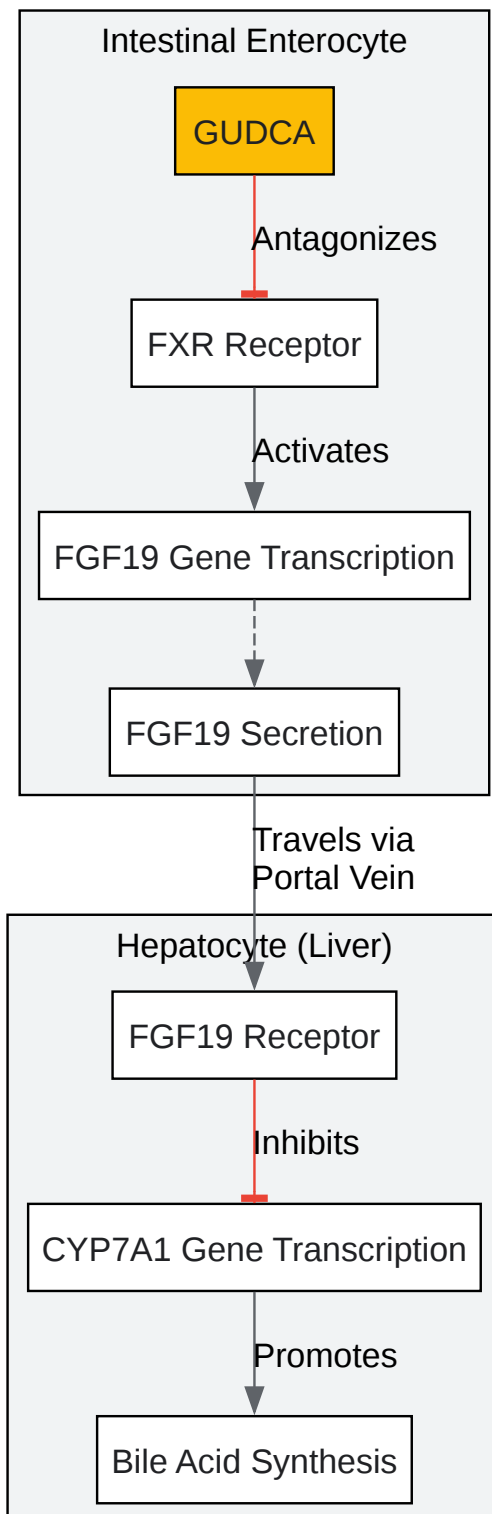 Intestinal Enterocyte
GUDCA
Antagonizes
FXR Receptor
Activates
FGF19 Gene Transcription
FGF19 Secretion
Travels via
Portal Vein
Hepatocyte (Liver)
FGF19 Receptor
Inhibits
CYP7A1 Gene Transcription
Promotes
Bile Acid Synthesis